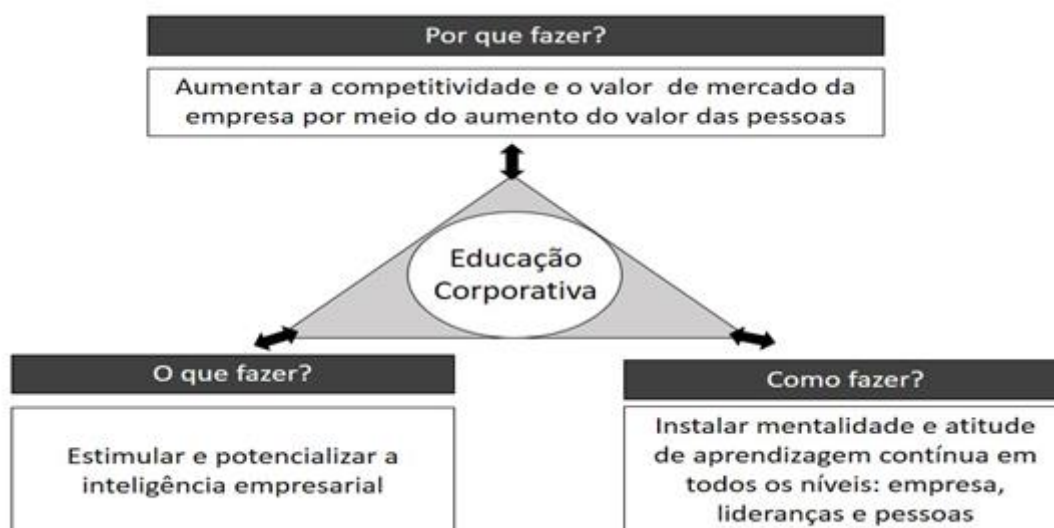 Por que fazer?
Aumentar a competitividade e o valor de mercado da
empresa por meio do aumento do valor das pessoas
Educação
Corporativa
O que fazer?
Estimular e potencializar a
inteligência empresarial
Como fazer?
Instalar mentalidade e atitude
de aprendizagem contínua em
todos os níveis: empresa,
lideranças e pessoas